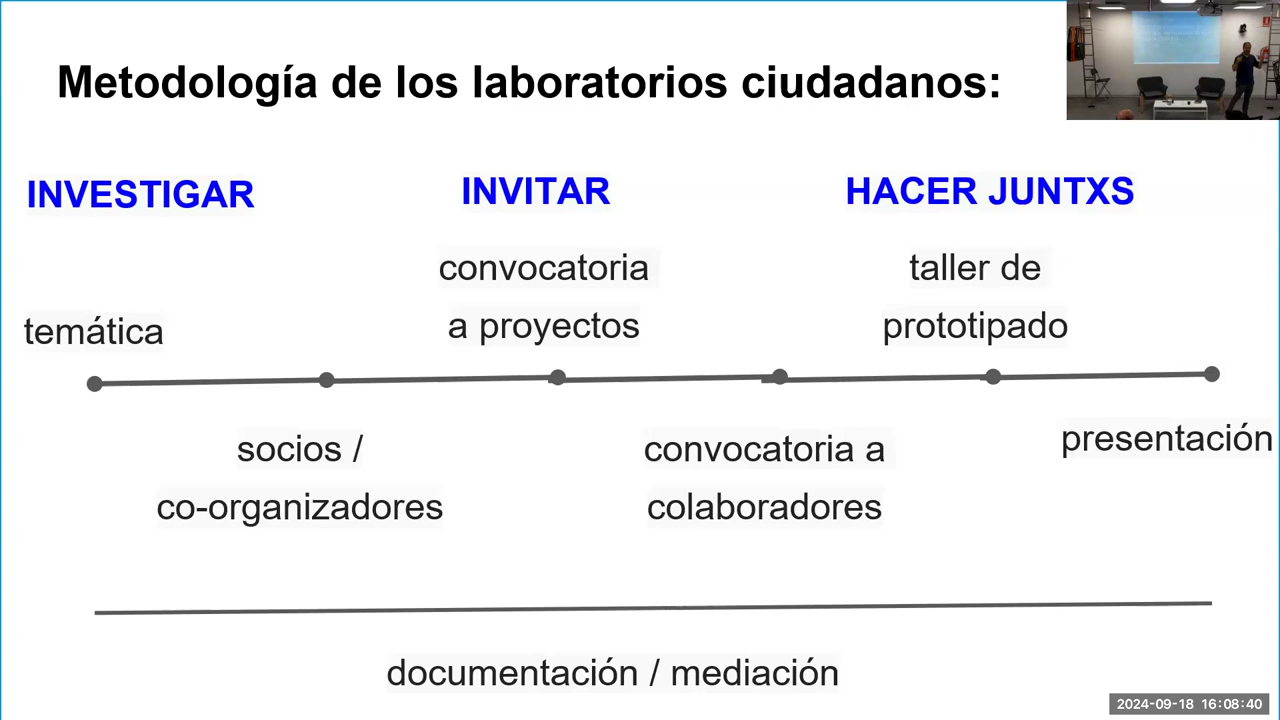 Metodología de los laboratorios ciudadanos:
INVESTIGAR
INVITAR
HACER JUNTXS
convocatoria
a proyectos
taller de
prototipado
temática
socios /
co-organizadores
convocatoria a
colaboradores
presentación
documentación / mediación
2024-09-18 16:08:40